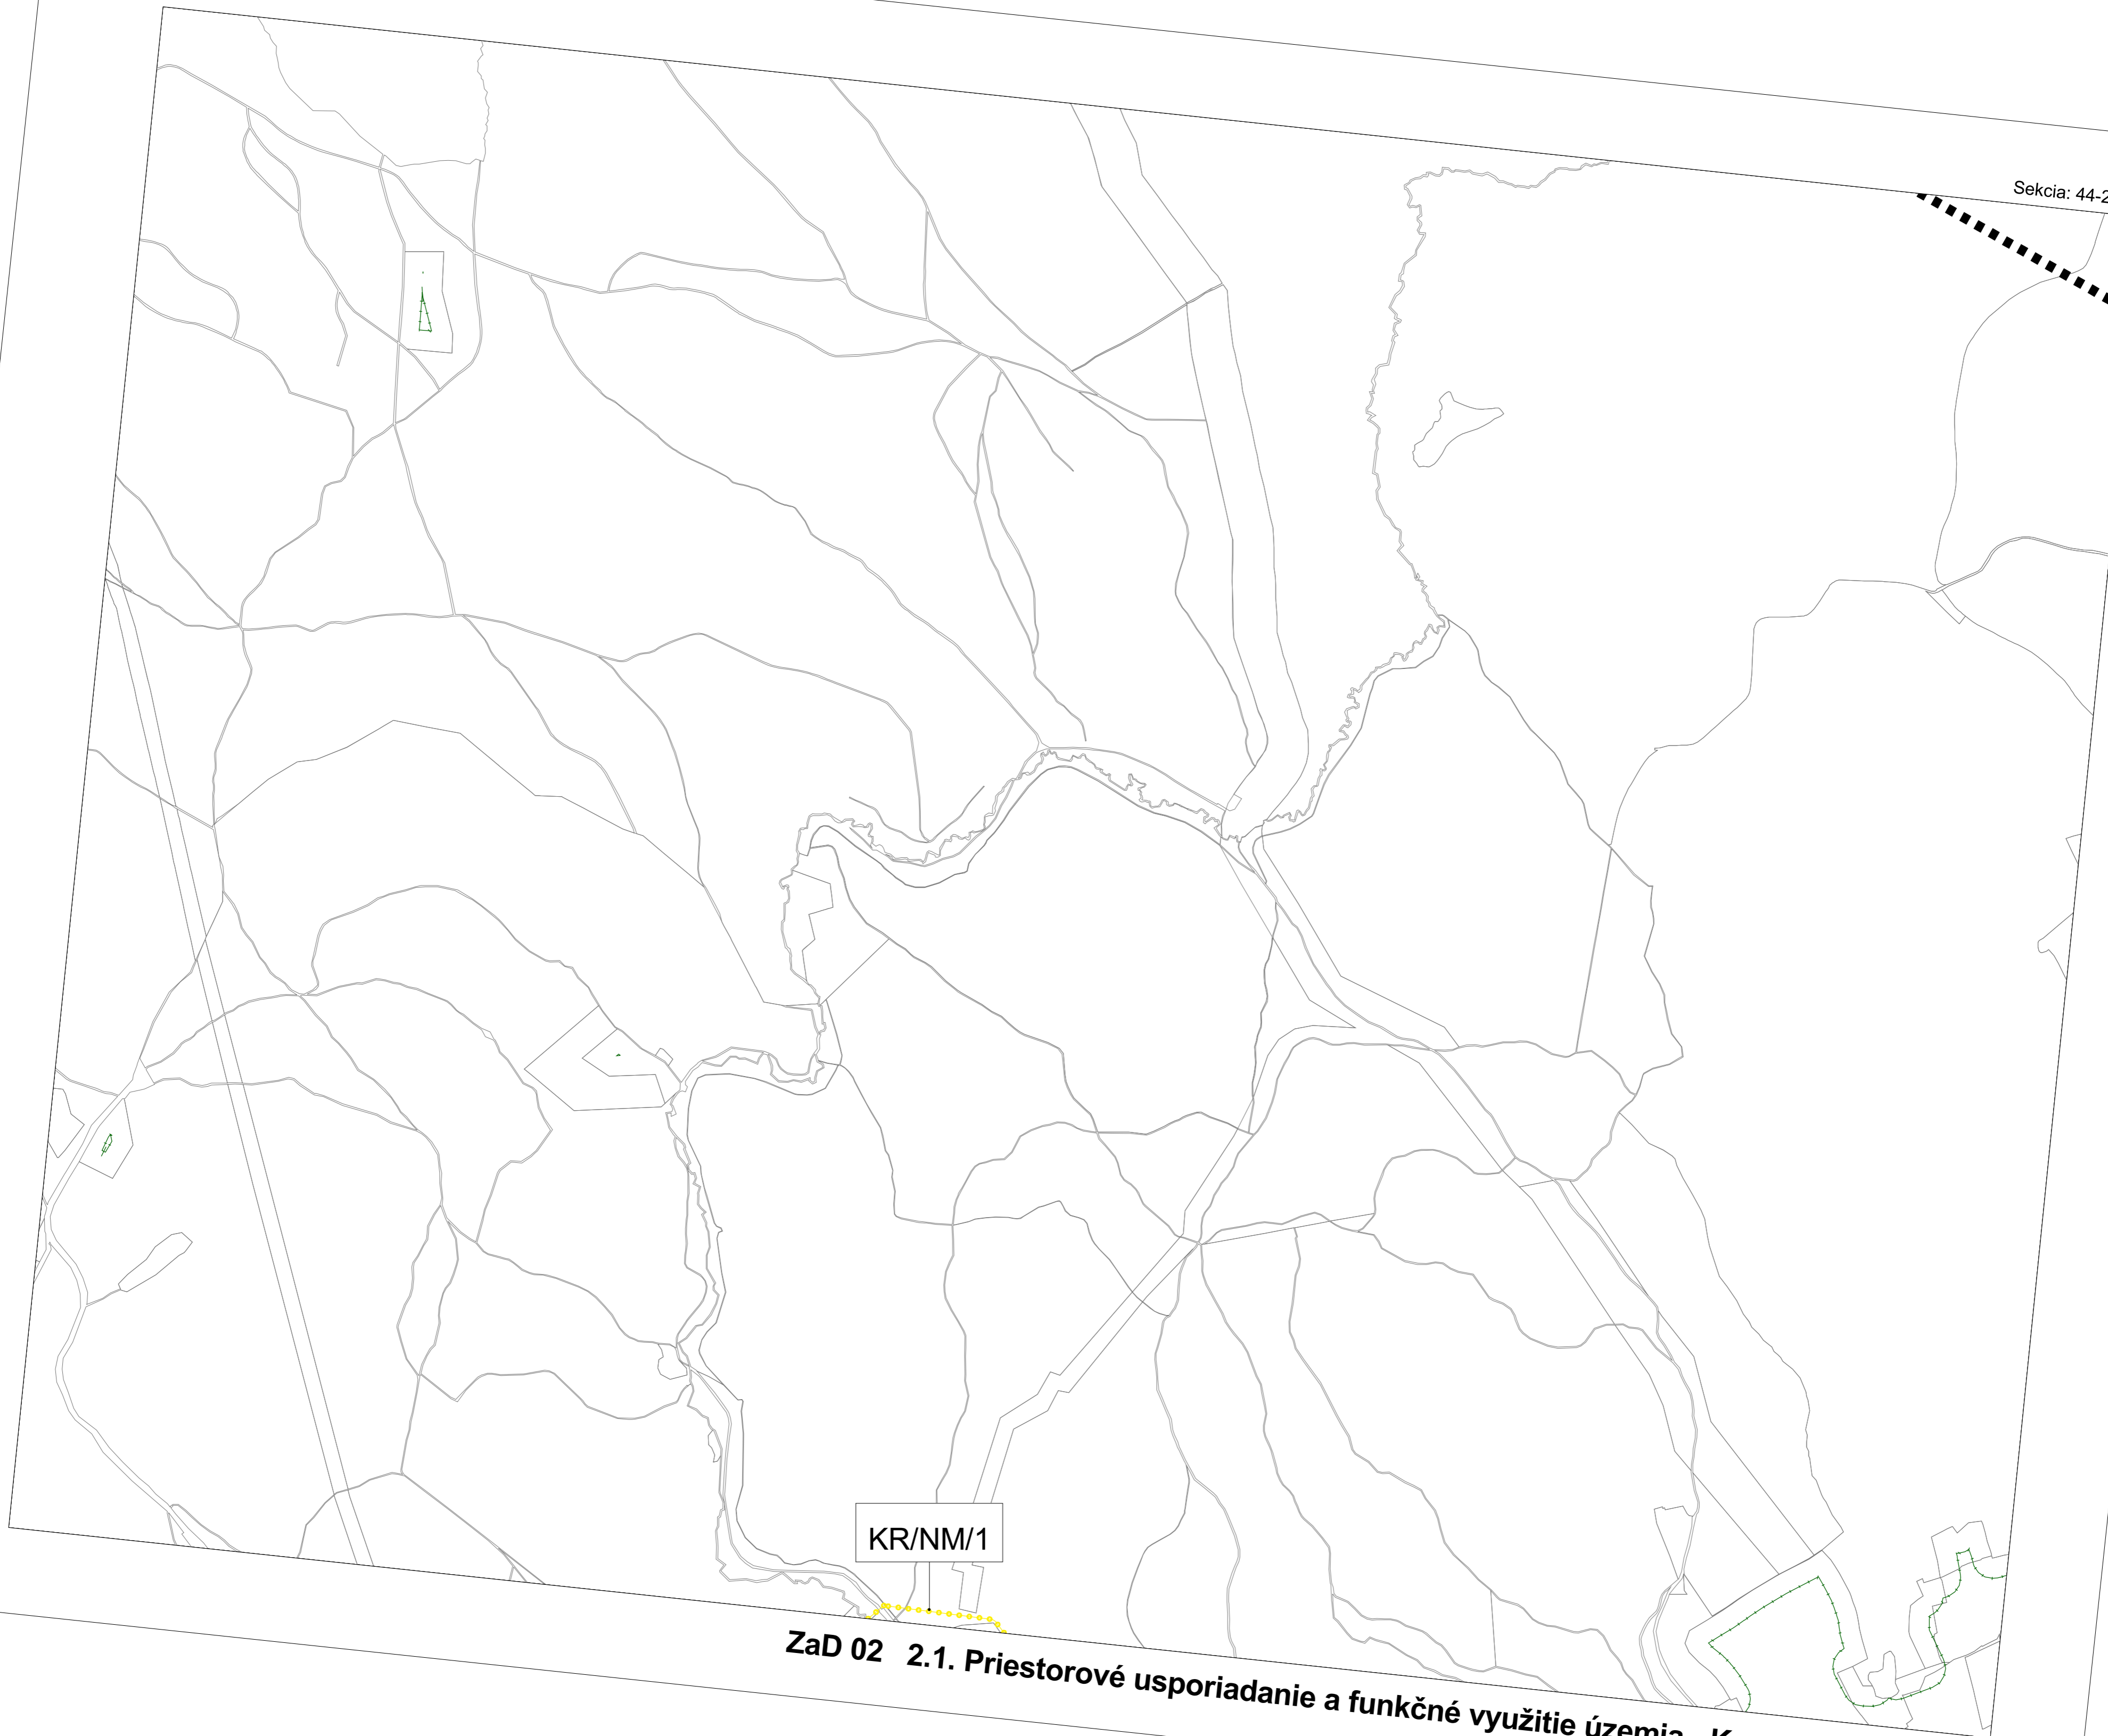 Sekcia: 44-2
KR/NM/1
ZaD 02 2.1. Priestorové usporiadanie a funkčné využitie územia